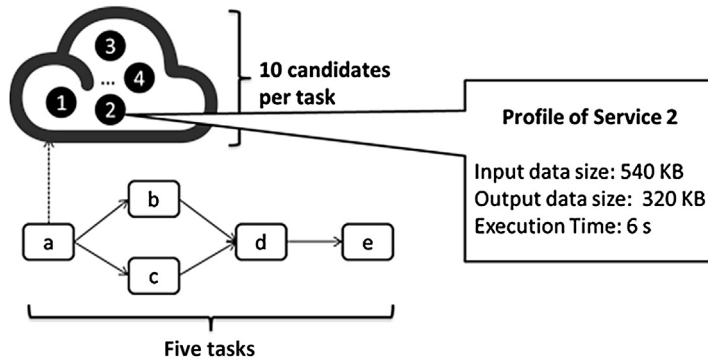 3
...
4
1
2
10 candidates
per task
Profile of Service 2
Input data size: 540 KB
Output data size: 320 KB
Execution Time: 6 s
b
a
d
e
c
Five tasks